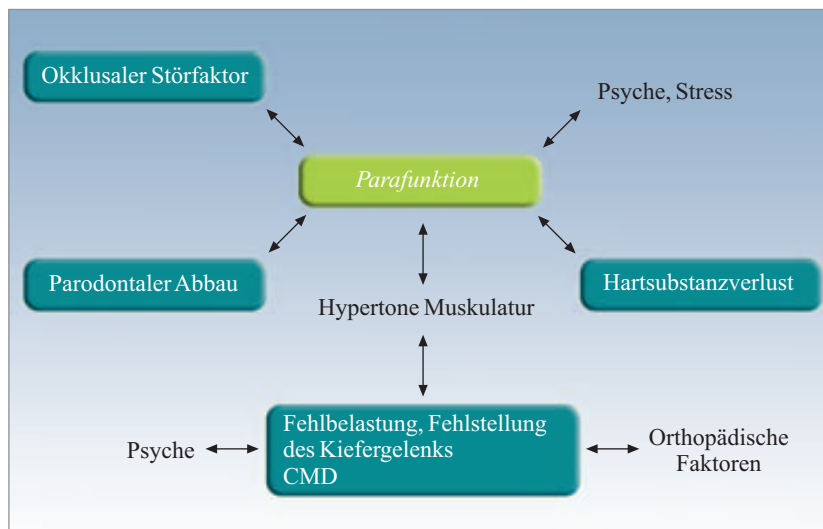 Okklusaler Störfaktor
Psyche, Stress
Parafunktion
Parodontaler Abbau
Hartsubstanzverlust
Hypertone Muskulatur
Fehlbelastung, Fehlstellung
des Kiefergelenks
CMD
Psyche
Orthopädische
Faktoren